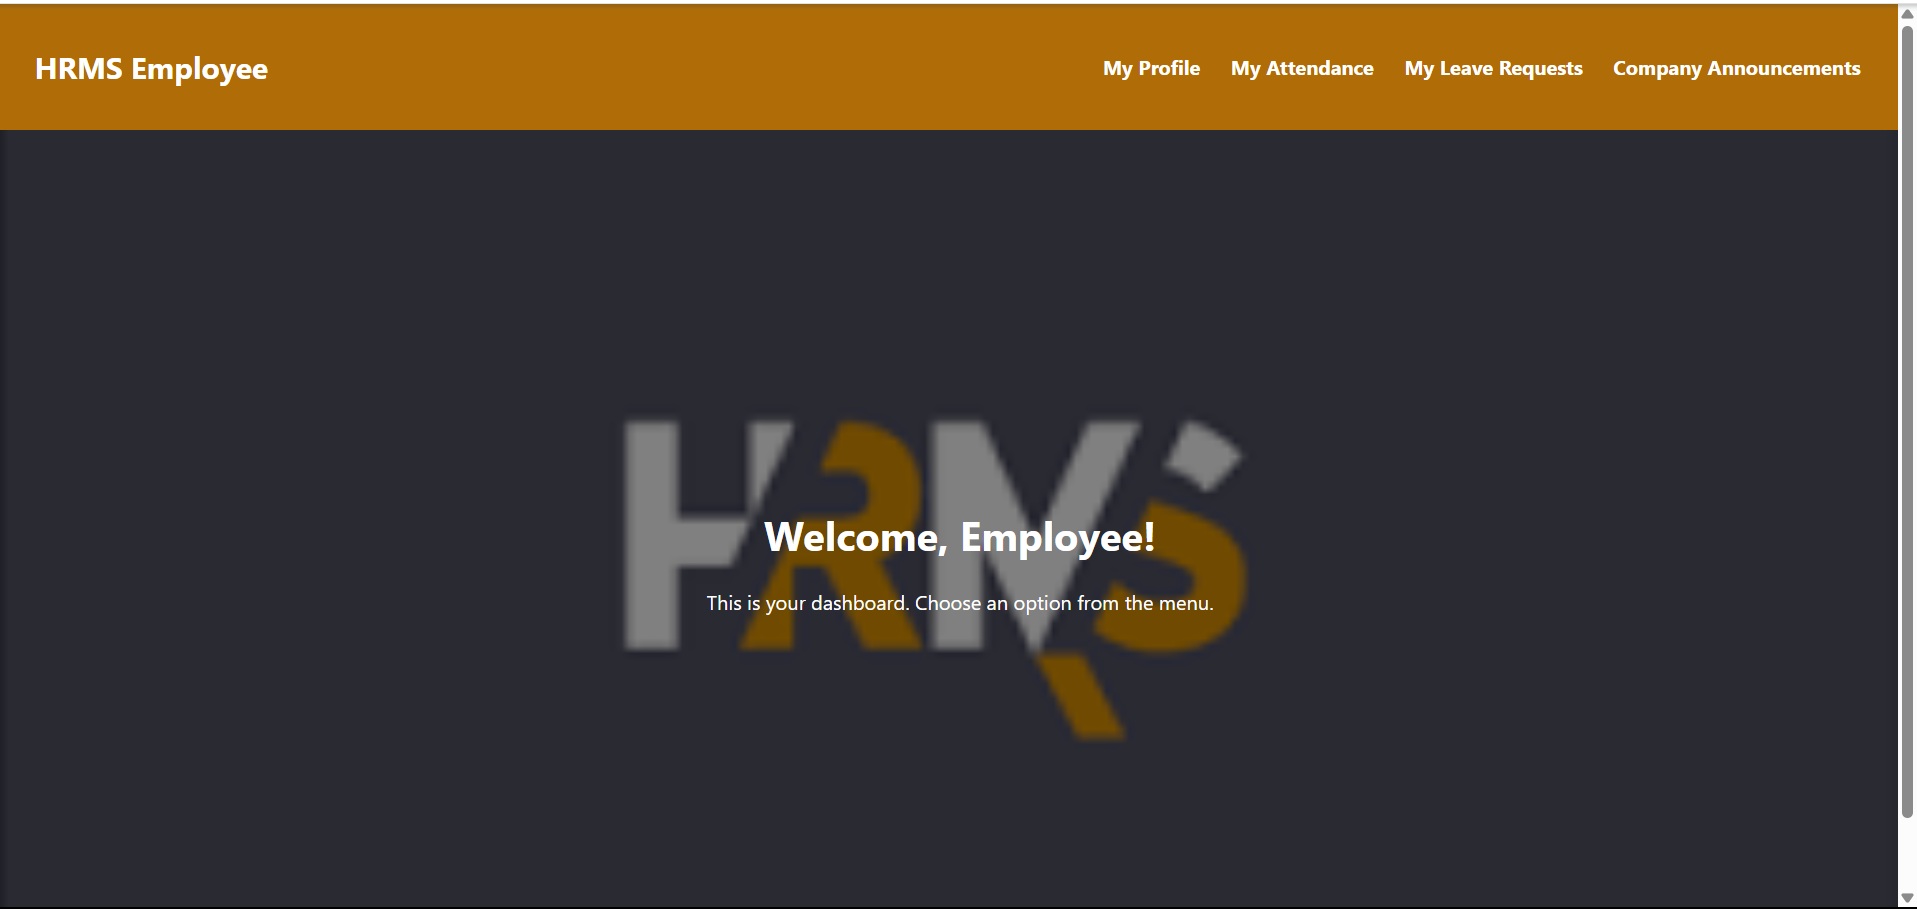 HRMS Employee
My Profile My Attendance My Leave Requests Company Announcements
HRMS
Welcome, Employee!
This is your dashboard. Choose an option from the menu.